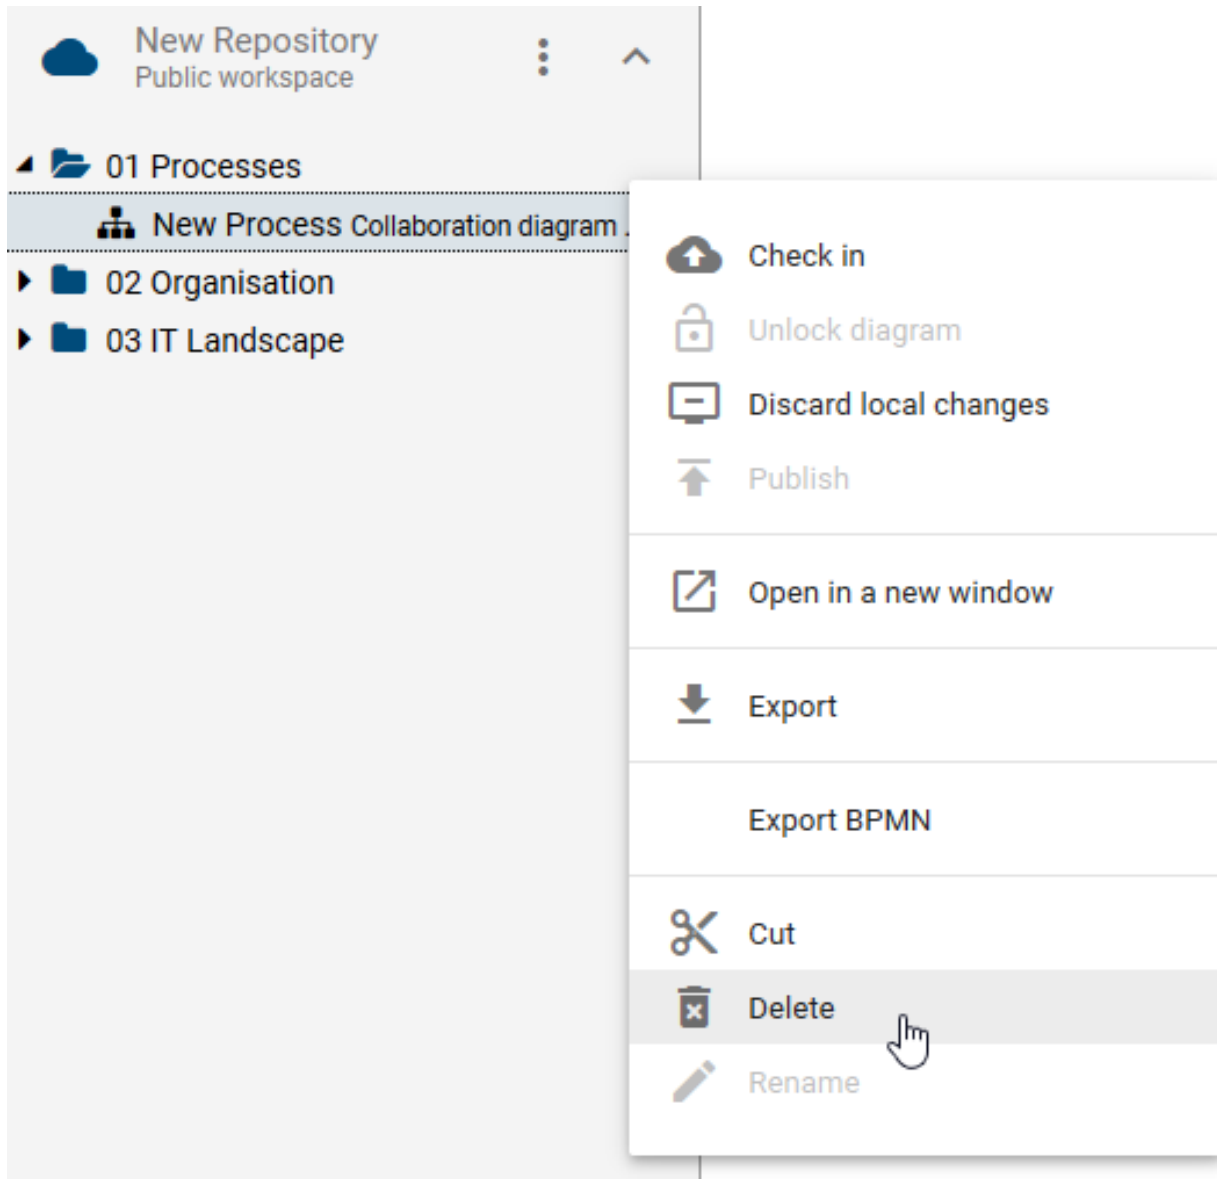 New Repository
Public workspace
01 Processes
New Process Collaboration diagram .
02 Organisation
03 IT Landscape
Check in
Unlock diagram
Discard local changes
Publish
Open in a new window
Export
Export BPMN
Cut
Delete
Rename